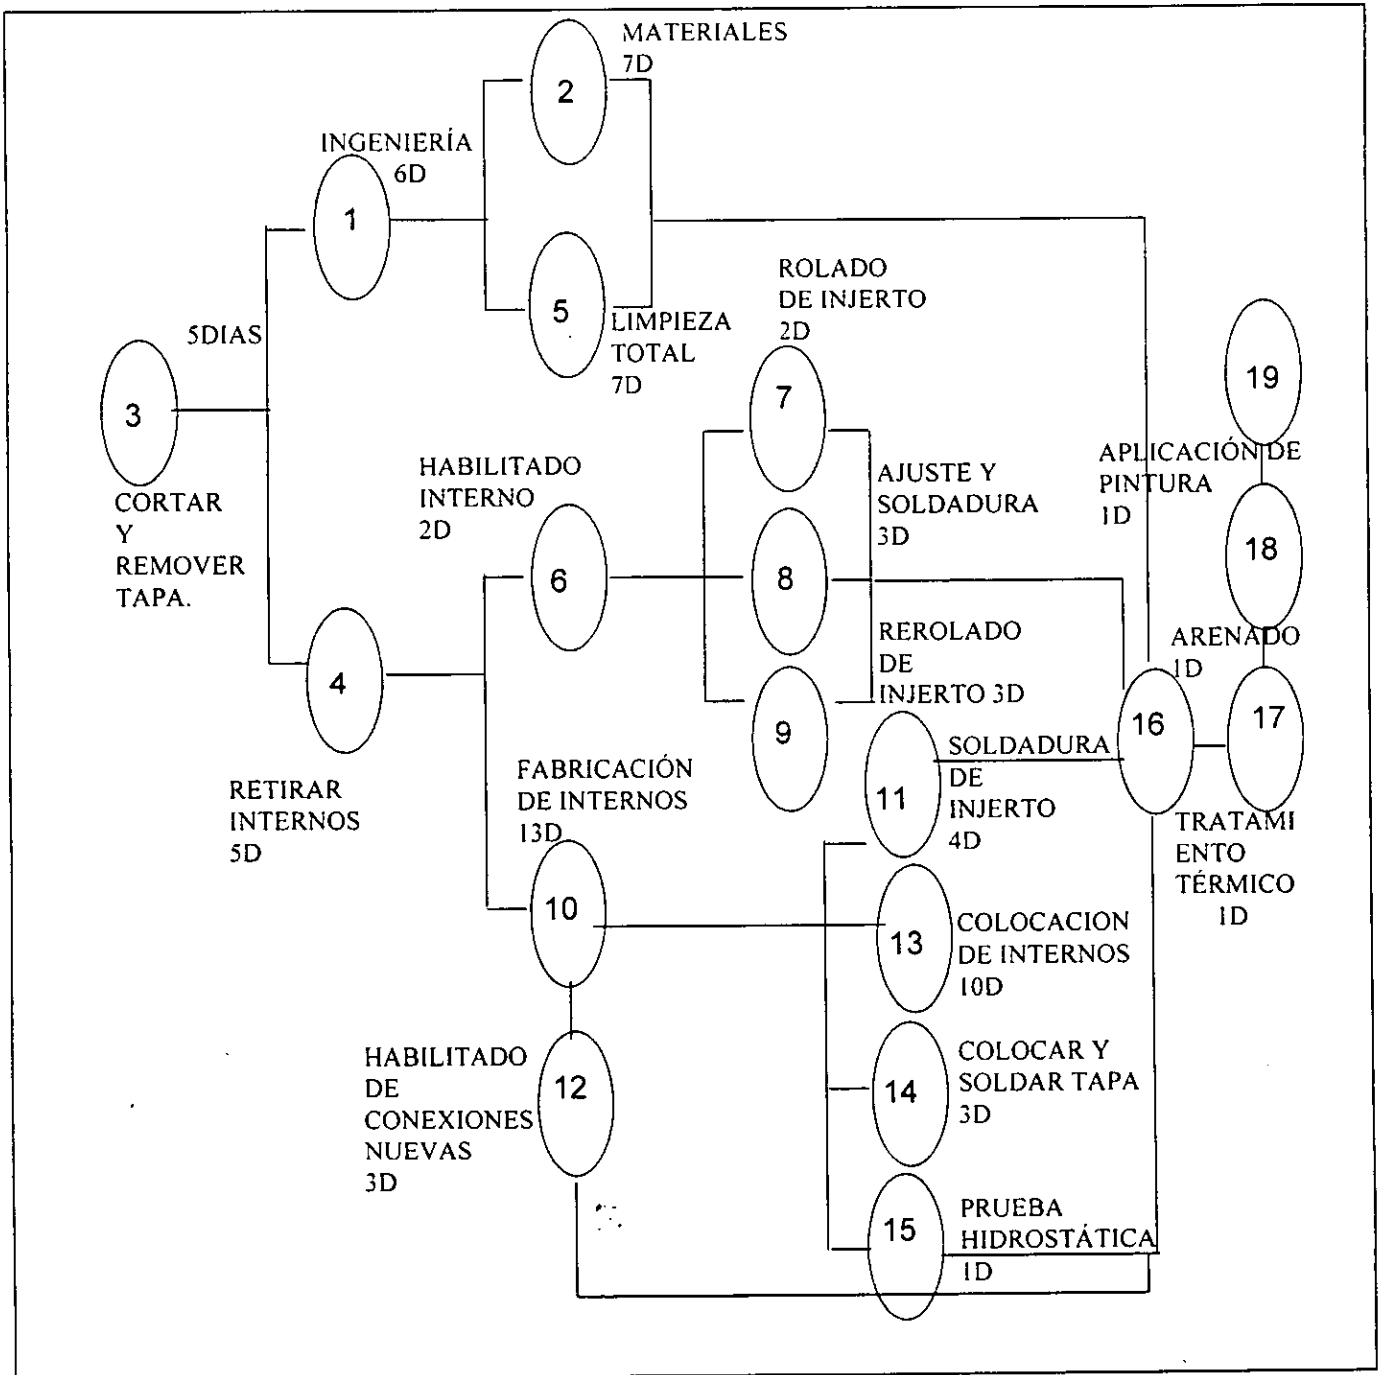 MATERIALES
7D
2
INGENIERÍA
6D
1
5
LIMPIEZA
TOTAL
7D
5DIAS
3
CORTAR
Y
REMOVER
TAPA.
ROLADO
DE INJERTO
2D
7
19
APLICACIÓN DE
PINTURA
1D
HABILITADO
INTERNO
2D
6
AJUSTE Y
SOLDADURA
3D
8
18
4
RETIRAR
INTERNOS
5D
REROLADO
DE
INJERTO 3D
9
ARENADO
1D
16
17
TRATAMI
ENTO
TÉRMICO
1D
FABRICACIÓN
DE INTERNOS
13D
10
11
SOLDADURA
DE
INJERTO
4D
13
COLOCACION
DE INTERNOS
10D
HABILITADO
DE
CONEXIONES
NUEVAS
3D
12
14
COLOCAR Y
SOLDAR TAPA
3D
15
PRUEBA
HIDROSTÁTICA
1D